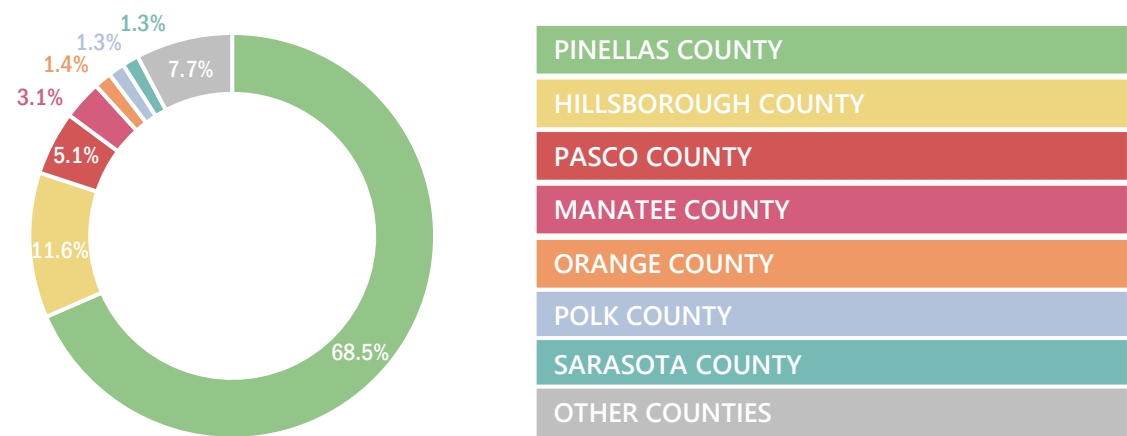 1.3%
1.3%
1.4%
3.1%
7.7%
5.1%
11.6%
68.5%
PINELLAS COUNTY
HILLSBOROUGH COUNTY
PASCO COUNTY
MANATEE COUNTY
ORANGE COUNTY
POLK COUNTY
SARASOTA COUNTY
OTHER COUNTIES